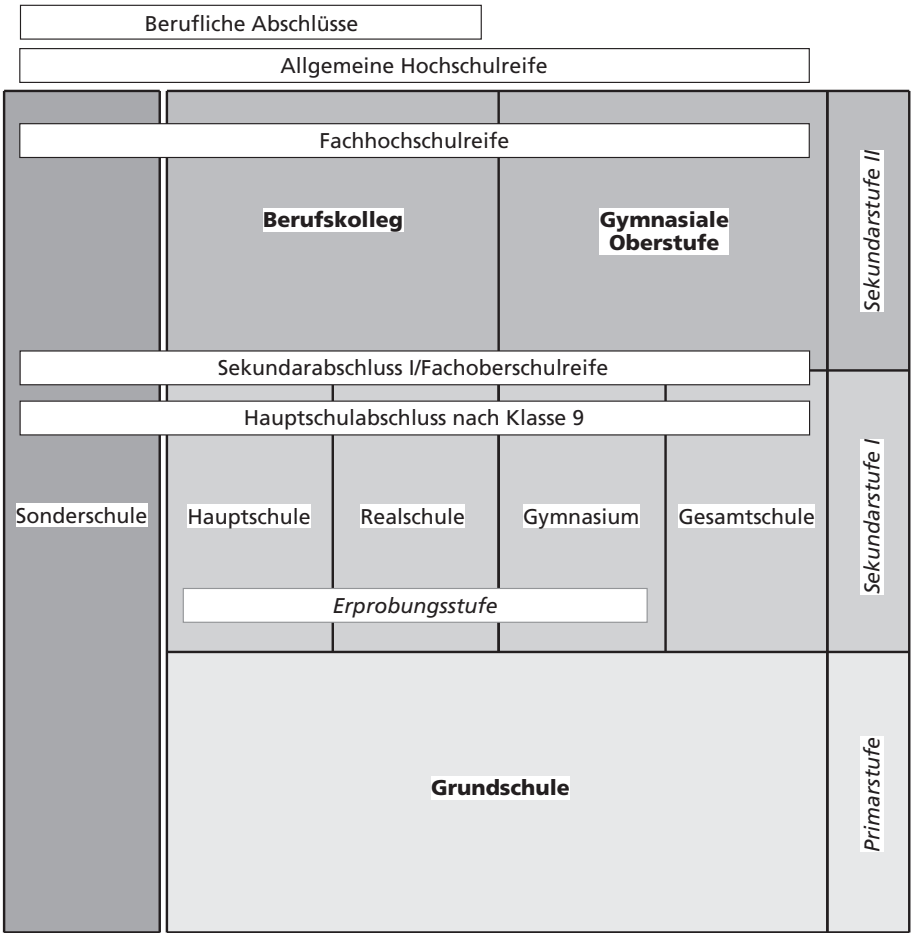 Berufliche Abschlüsse
Allgemeine Hochschulreife
Fachhochschulreife
Berufskolleg
Gymnasiale
Oberstufe
Sekundarstufe II
Sekundarabschluss I/Fachoberschulreife
Hauptschulabschluss nach Klasse 9
Sonderschule
Hauptschule
Realschule
Gymnasium
Gesamtschule
Sekundarstufe I
Erprobungsstufe
Grundschule
Primarstufe